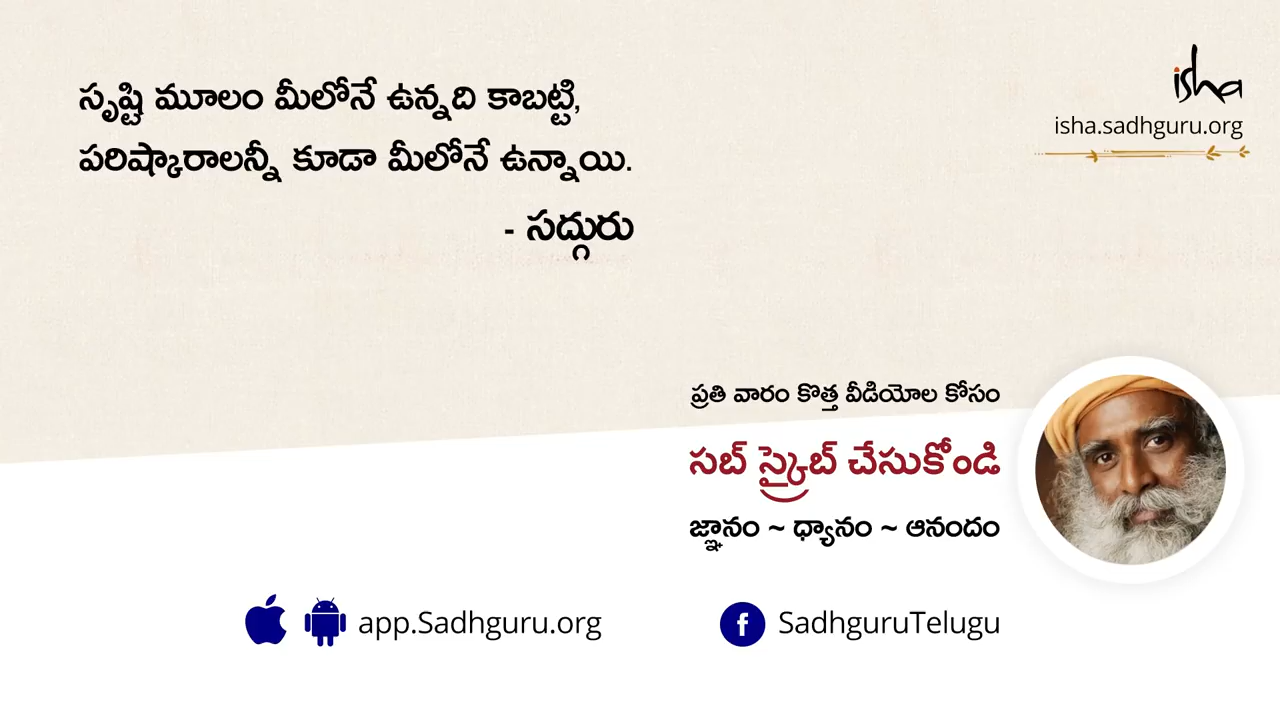 సృష్టి మూలం మీలోనే ఉన్నది కాబట్టి,
పరిష్కారాలన్నీ కూడా మీలోనే ఉన్నాయి.
- సద్గురు
isha
isha.sadhguru.org
ప్రతి వారం కొత్త వీడియోల కోసం
సబ్ స్క్రైబ్ చేసుకోండి
జ్ఞానం ~ ధ్యానం ~ ఆనందం
app.Sadhguru.org
f SadhguruTelugu